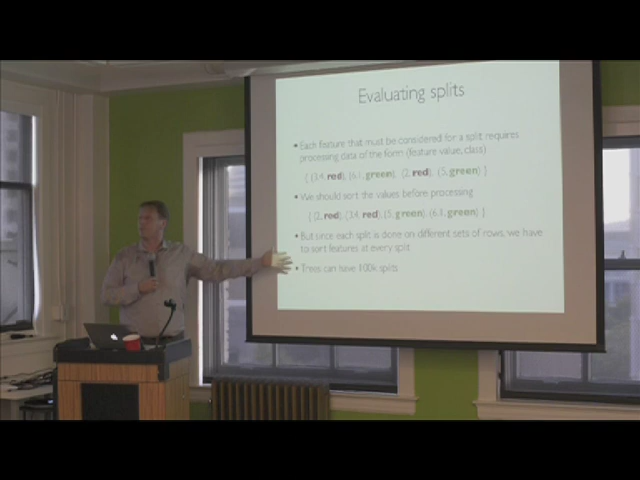 Evaluating splits
• Each feature that must be considered for a split requires
processing data of the form (feature value, class)
{ (3.4, red), (6.1, green), (2, red), (5, green) }
• We should sort the values before processing
{ (2, red), (3.4, red), (5, green), (6.1, green) }
• But since each split is done on different sets of rows, we have
to sort features at every split
• Trees can have 100k splits